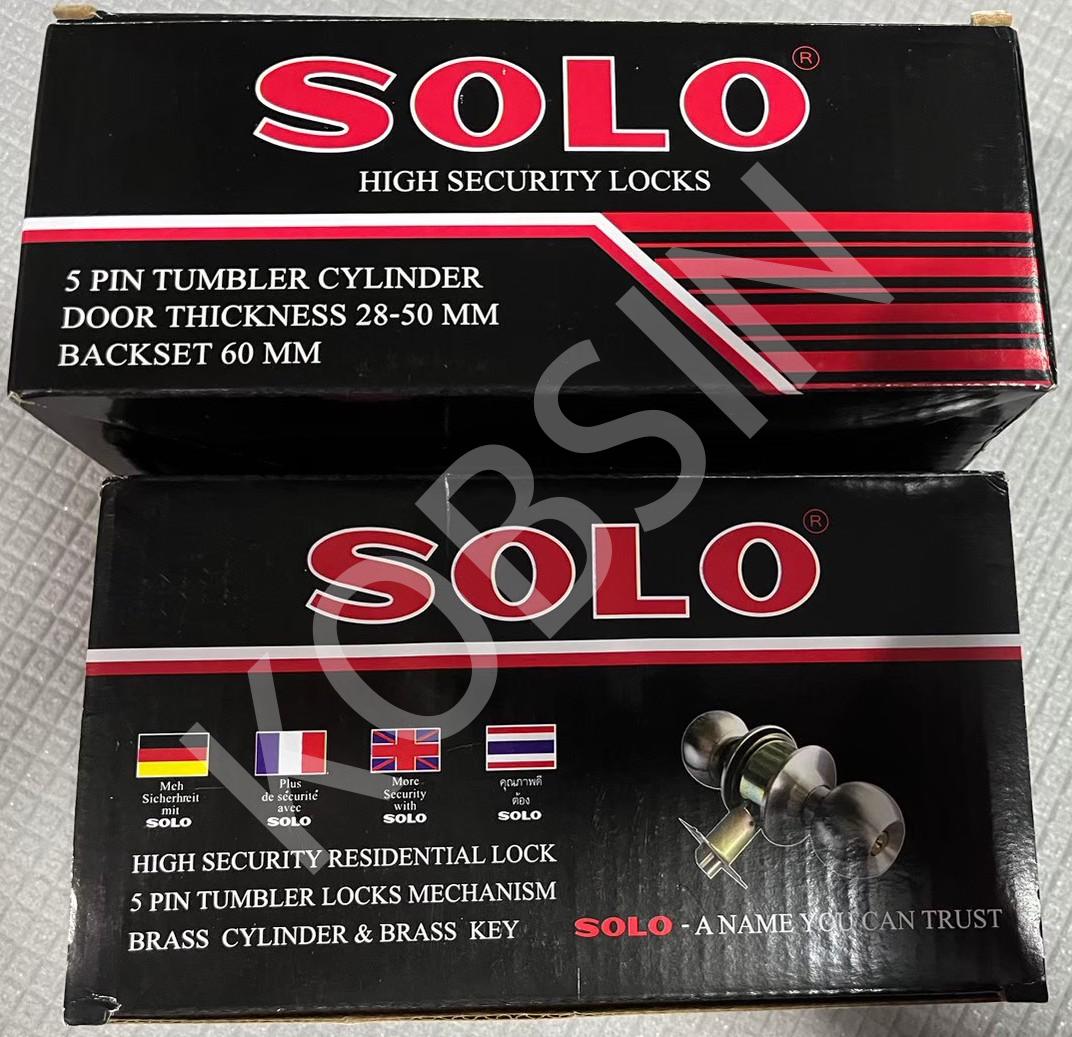 SOLO®
HIGH SECURITY LOCKS
5 PIN TUMBLER CYLINDER
DOOR THICKNESS 28-50 MM
BACKSET 60 MM
SOLO®
Meh
Sicherhreit
mit
SOLO
Plus
de sécurité
avec
SOLO
More
Security
with
SOLO
คุณภาพดี
ต้อง
SOLO
HIGH SECURITY RESIDENTIAL LOCK
5 PIN TUMBLER LOCKS MECHANISM
BRASS CYLINDER & BRASS KEY
SOLO - A NAME YOU CAN TRUST
KOBSIN